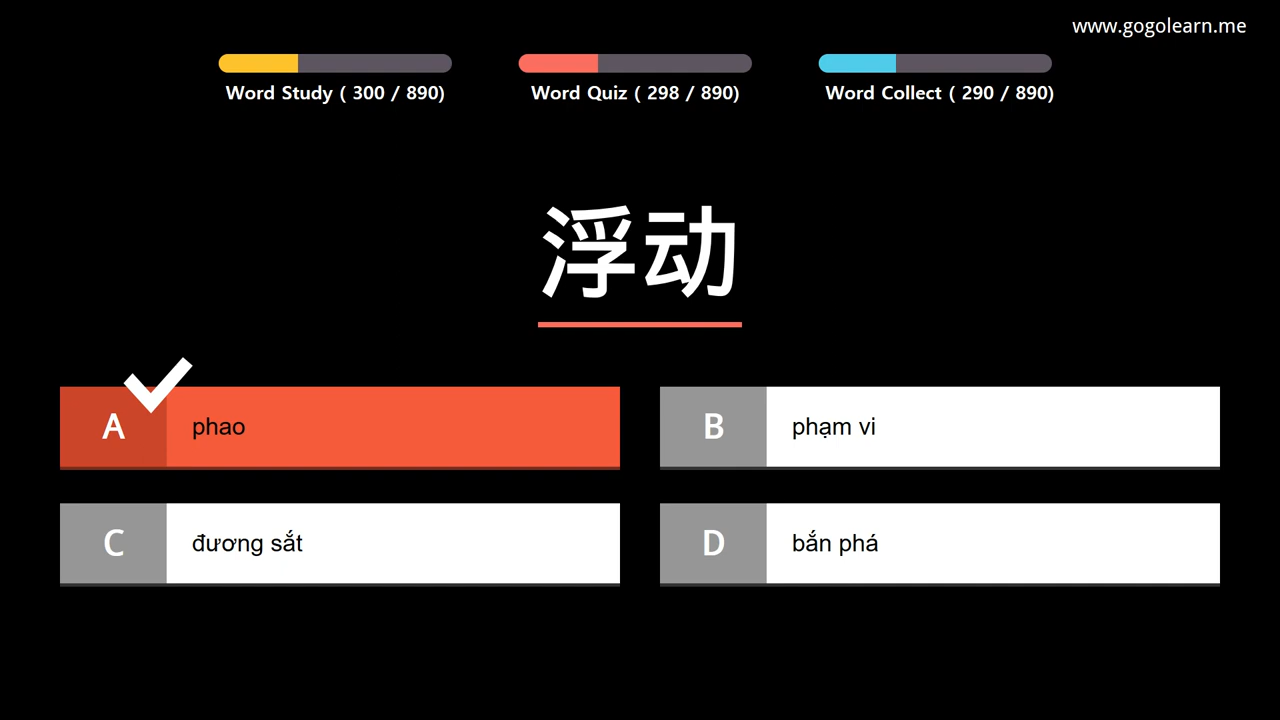 www.gogolearn.me
Word Study ( 300 / 890)
Word Quiz ( 298 / 890)
Word Collect ( 290 / 890)
浮动
A phao
B phạm vi
C đương sắt
D bắn phá